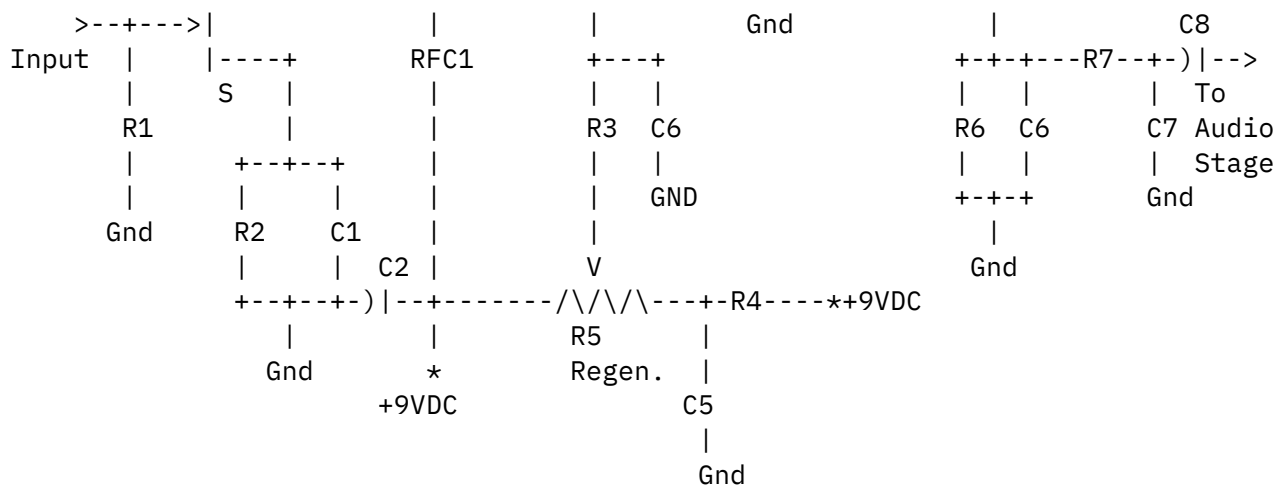 >--+--->|              |            |           Gnd            |           C8
Input  |    |----+       RFC1           +---+                    +-+-+---R7--+-)|-->
       |     S   |         |            |   |                    |   |       |  To
      R1         |         |            R3  C6                   R6  C6      C7 Audio
       |      +--+--+      |            |   |                    |   |       |  Stage
       |      |     |      |            |  GND                   +-+-+       Gnd
     Gnd      R2    C1     |            |                          |
              |     |  C2  |            V                         Gnd
              +--+--+-)|--+-------/\/\/\---+-R4----*+9VDC
                 |         |          R5       |
                Gnd        *          Regen.   |
                       +9VDC                 C5
                                               |
                                               Gnd